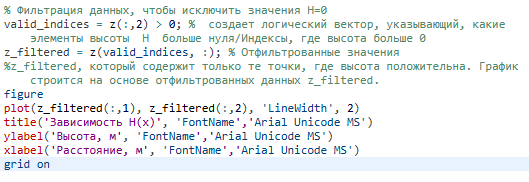 % Фильтрация данных, чтобы исключить значения H=0
valid_indices = z(:,2) > 0; %  создает логический вектор, указывающий, какие
элементы высоты  H  больше нуля/Индексы, где высота больше 0
z_filtered = z(valid_indices, :); % Отфильтрованные значения
%z_filtered, который содержит только те точки, где высота положительна. График
строится на основе отфильтрованных данных z_filtered.
figure
plot(z_filtered(:,1), z_filtered(:,2), 'LineWidth', 2)
title('Зависимость H(x)', 'FontName','Arial Unicode MS')
ylabel('Высота, м', 'FontName','Arial Unicode MS')
xlabel('Расстояние, м', 'FontName','Arial Unicode MS')
grid on